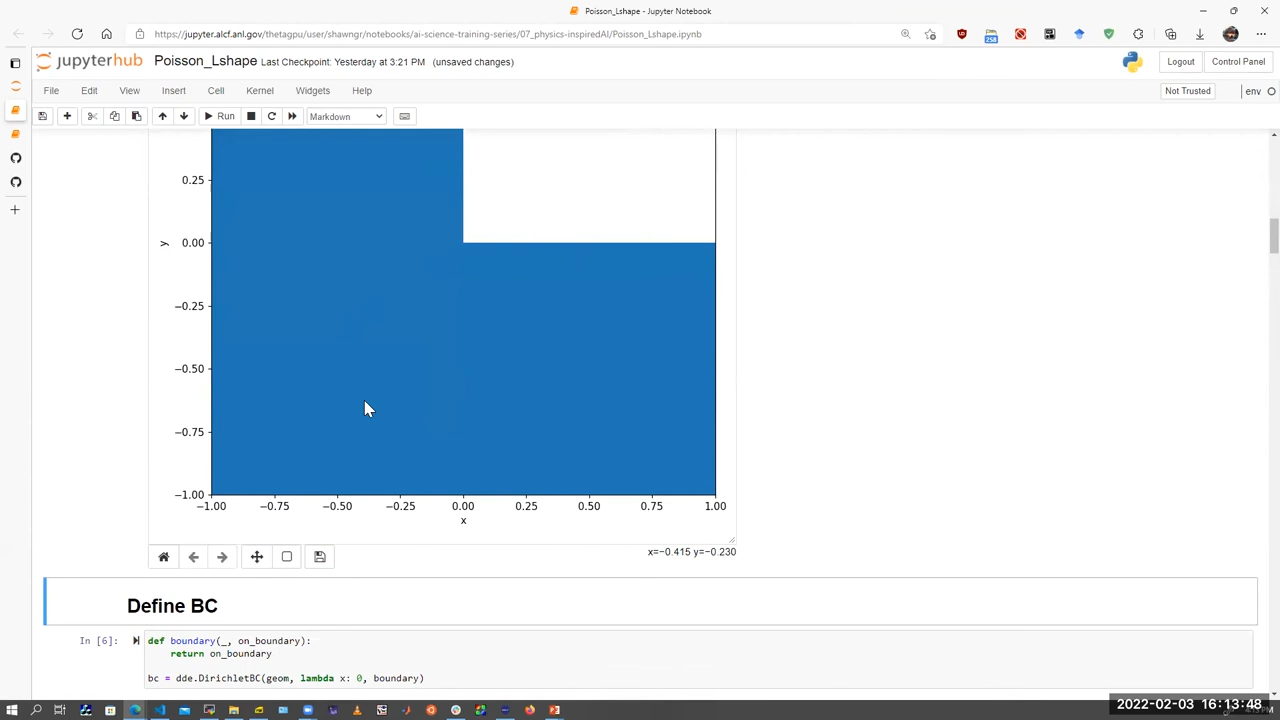 Poisson_Lshape - Jupyter Notebook
https://jupyter.alcf.anl.gov/thetagpu/user/shawngr/notebooks/ai-science-training-series/07_physics-inspiredAI/Poisson_Lshape.ipynb
jupyterhub Poisson_Lshape Last Checkpoint: Yesterday at 3:21 PM (unsaved changes) Logout Control Panel
File Edit View Insert Cell Kernel Widgets Help Not Trusted env
Run Markdown
0.25
y 0.00
−0.25
−0.50
−0.75
−1.00
−1.00 −0.75 −0.50 −0.25 0.00 0.25 0.50 0.75 1.00
x
x=−0.415 y=−0.230
Define BC
In [6]: def boundary(_, on_boundary):
return on_boundary
bc = dde.DirichletBC(geom, lambda x: 0, boundary)
2022-02-03 16:13:48